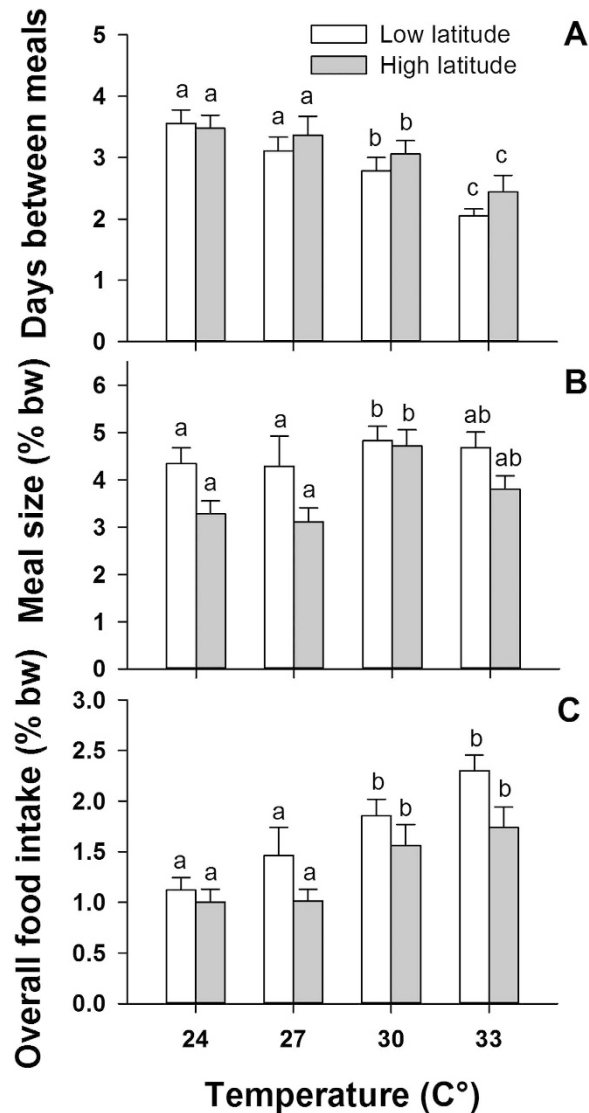 A
Low latitude
High latitude
Days between meals
5
4
3
2
1
0
a a a a b b c c
B
Meal size (% bw)
6
5
4
3
2
1
0
a a a a b b ab ab
C
Overall food intake (% bw)
3.0
2.5
2.0
1.5
1.0
0.5
0.0
a a a a b b b b
24 27 30 33
Temperature (C°)